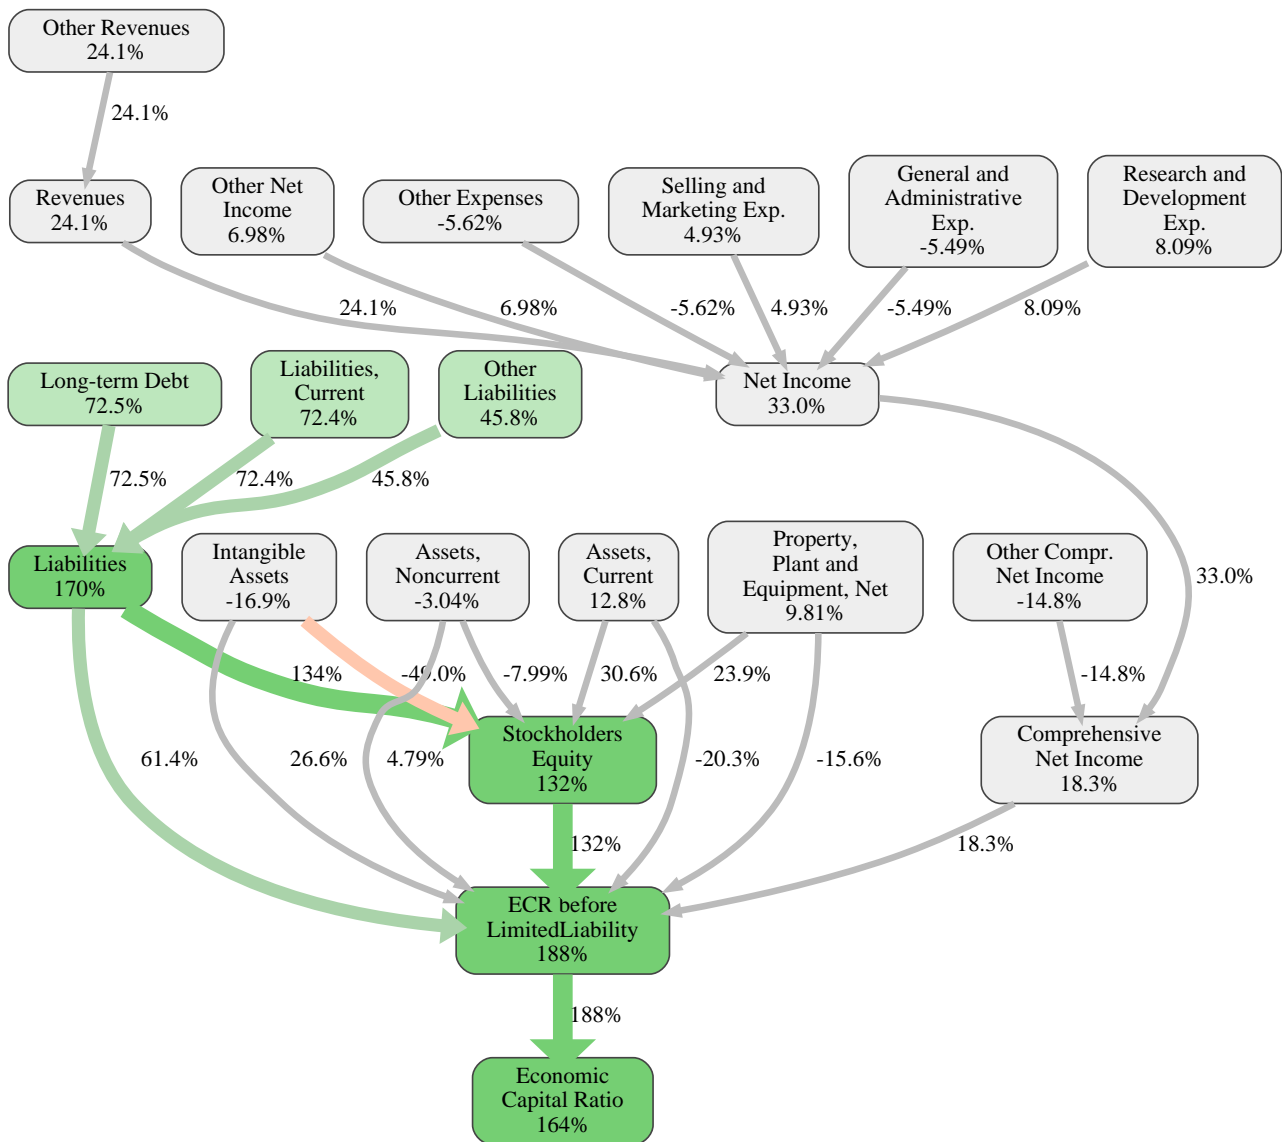 Other Revenues
24.1%
24.1%
Revenues
24.1%
Other Net
Income
6.98%
Other Expenses
-5.62%
Selling and
Marketing Exp.
4.93%
General and
Administrative
Exp.
-5.49%
Research and
Development
Exp.
8.09%
24.1%
6.98%
-5.62%
4.93%
-5.49%
8.09%
Long-term Debt
72.5%
Liabilities,
Current
72.4%
Other
Liabilities
45.8%
Net Income
33.0%
72.5%
72.4%
45.8%
Liabilities
170%
Intangible
Assets
-16.9%
Assets,
Noncurrent
-3.04%
Assets,
Current
12.8%
Property,
Plant and
Equipment, Net
9.81%
Other Compr.
Net Income
-14.8%
33.0%
134%
-49.0%
-7.99%
30.6%
23.9%
-14.8%
Stockholders
Equity
132%
Comprehensive
Net Income
18.3%
61.4%
26.6%
4.79%
-20.3%
-15.6%
132%
18.3%
ECR before
LimitedLiability
188%
188%
Economic
Capital Ratio
164%